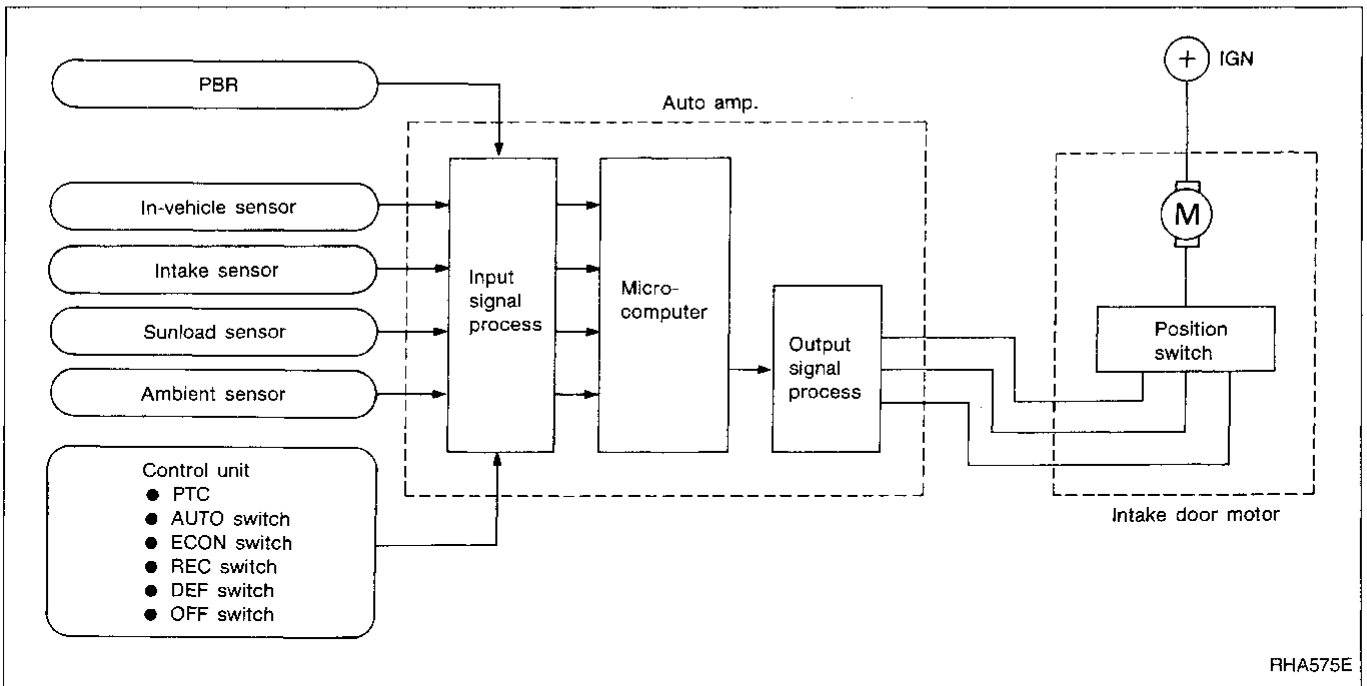 PBR
In-vehicle sensor
Intake sensor
Sunload sensor
Ambient sensor
Control unit
● PTC
● AUTO switch
● ECON switch
● REC switch
● DEF switch
● OFF switch
Auto amp.
Input
signal
process
Micro-
computer
Output
signal
process
+ IGN
M
Position
switch
Intake door motor
RHA575E